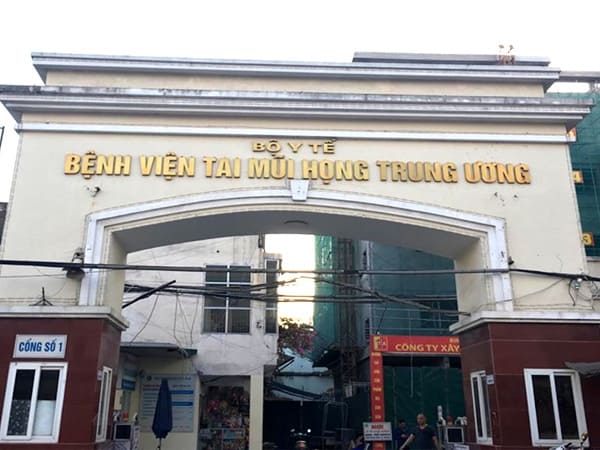 BỘ Y TẾ
BỆNH VIỆN TAI MŨI HỌNG TRUNG ƯƠNG
CỔNG SỐ 1
CÔNG TY XÂY